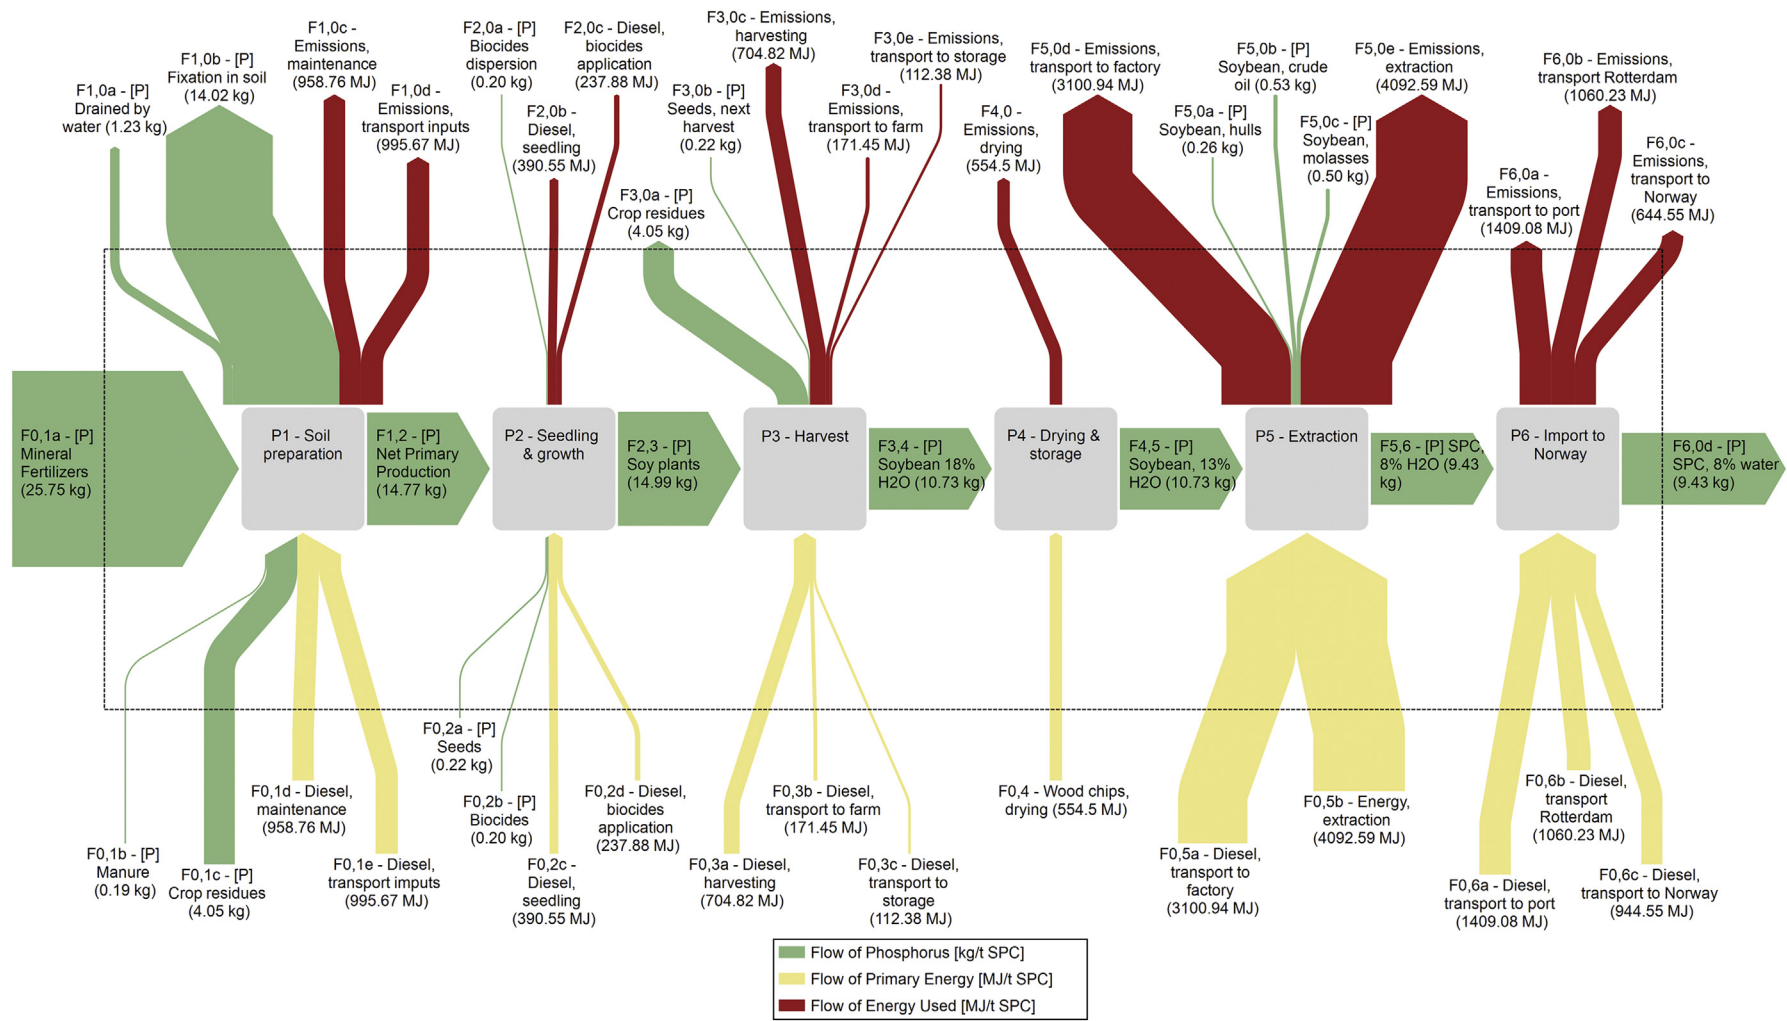 F1,0a - [P]
Drained by
water (1.23 kg)
F1,0b - [P]
Fixation in soil
(14.02 kg)
F1,0c -
Emissions,
maintenance
(958.76 MJ)
F1,0d -
Emissions,
transport inputs
(995.67 MJ)
F2,0a - [P]
Biocides
dispersion
(0.20 kg)
F2,0b -
Diesel,
seedling
(390.55 MJ)
F2,0c - Diesel,
biocides
application
(237.88 MJ)
F3,0a - [P]
Crop residues
(4.05 kg)
F3,0b - [P]
Seeds, next
harvest
(0.22 kg)
F3,0c - Emissions,
harvesting
(704.82 MJ)
F3,0d -
Emissions,
transport to farm
(171.45 MJ)
F3,0e - Emissions,
transport to storage
(112.38 MJ)
F4,0 -
Emissions,
drying
(554.5 MJ)
F5,0d - Emissions,
transport to factory
(3100.94 MJ)
F5,0a - [P]
Soybean, hulls
(0.26 kg)
F5,0b - [P]
Soybean, crude
oil (0.53 kg)
F5,0c - [P]
Soybean,
molasses
(0.50 kg)
F5,0e - Emissions,
extraction
(4092.59 MJ)
F6,0a -
Emissions,
transport to port
(1409.08 MJ)
F6,0b - Emissions,
transport Rotterdam
(1060.23 MJ)
F6,0c -
Emissions,
transport to
Norway
(644.55 MJ)
F0,1a - [P]
Mineral
Fertilizers
(25.75 kg)
P1 - Soil
preparation
F1,2 - [P]
Net Primary
Production
(14.77 kg)
P2 - Seedling
& growth
F2,3 - [P]
Soy plants
(14.99 kg)
P3 - Harvest
F3,4 - [P]
Soybean 18%
H2O (10.73 kg)
P4 - Drying &
storage
F4,5 - [P]
Soybean, 13%
H2O (10.73 kg)
P5 - Extraction
F5,6 - [P] SPC,
8% H2O (9.43
kg)
P6 - Import to
Norway
F6,0d - [P]
SPC, 8% water
(9.43 kg)
F0,1b - [P]
Manure
(0.19 kg)
F0,1c - [P]
Crop residues
(4.05 kg)
F0,1d - Diesel,
maintenance
(958.76 MJ)
F0,1e - Diesel,
transport imputs
(995.67 MJ)
F0,2a - [P]
Seeds
(0.22 kg)
F0,2b - [P]
Biocides
(0.20 kg)
F0,2c -
Diesel,
seedling
(390.55 MJ)
F0,2d - Diesel,
biocides
application
(237.88 MJ)
F0,3a - Diesel,
harvesting
(704.82 MJ)
F0,3b - Diesel,
transport to farm
(171.45 MJ)
F0,3c - Diesel,
transport to
storage
(112.38 MJ)
F0,4 - Wood chips,
drying (554.5 MJ)
F0,5a - Diesel,
transport to
factory
(3100.94 MJ)
F0,5b - Energy,
extraction
(4092.59 MJ)
F0,6a - Diesel,
transport to port
(1409.08 MJ)
F0,6b - Diesel,
transport
Rotterdam
(1060.23 MJ)
F0,6c - Diesel,
transport to Norway
(944.55 MJ)
Flow of Phosphorus [kg/t SPC]
Flow of Primary Energy [MJ/t SPC]
Flow of Energy Used [MJ/t SPC]